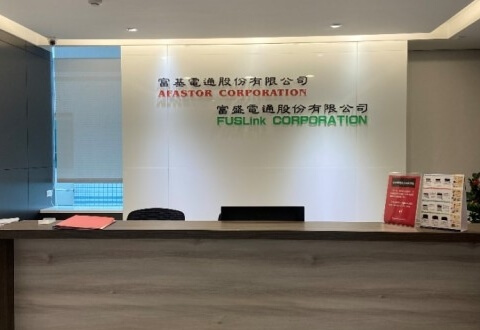 富基電通股份有限公司
AFASTOR CORPOKATION
富盛電通股份有限公司
FUSLink CORPORATION